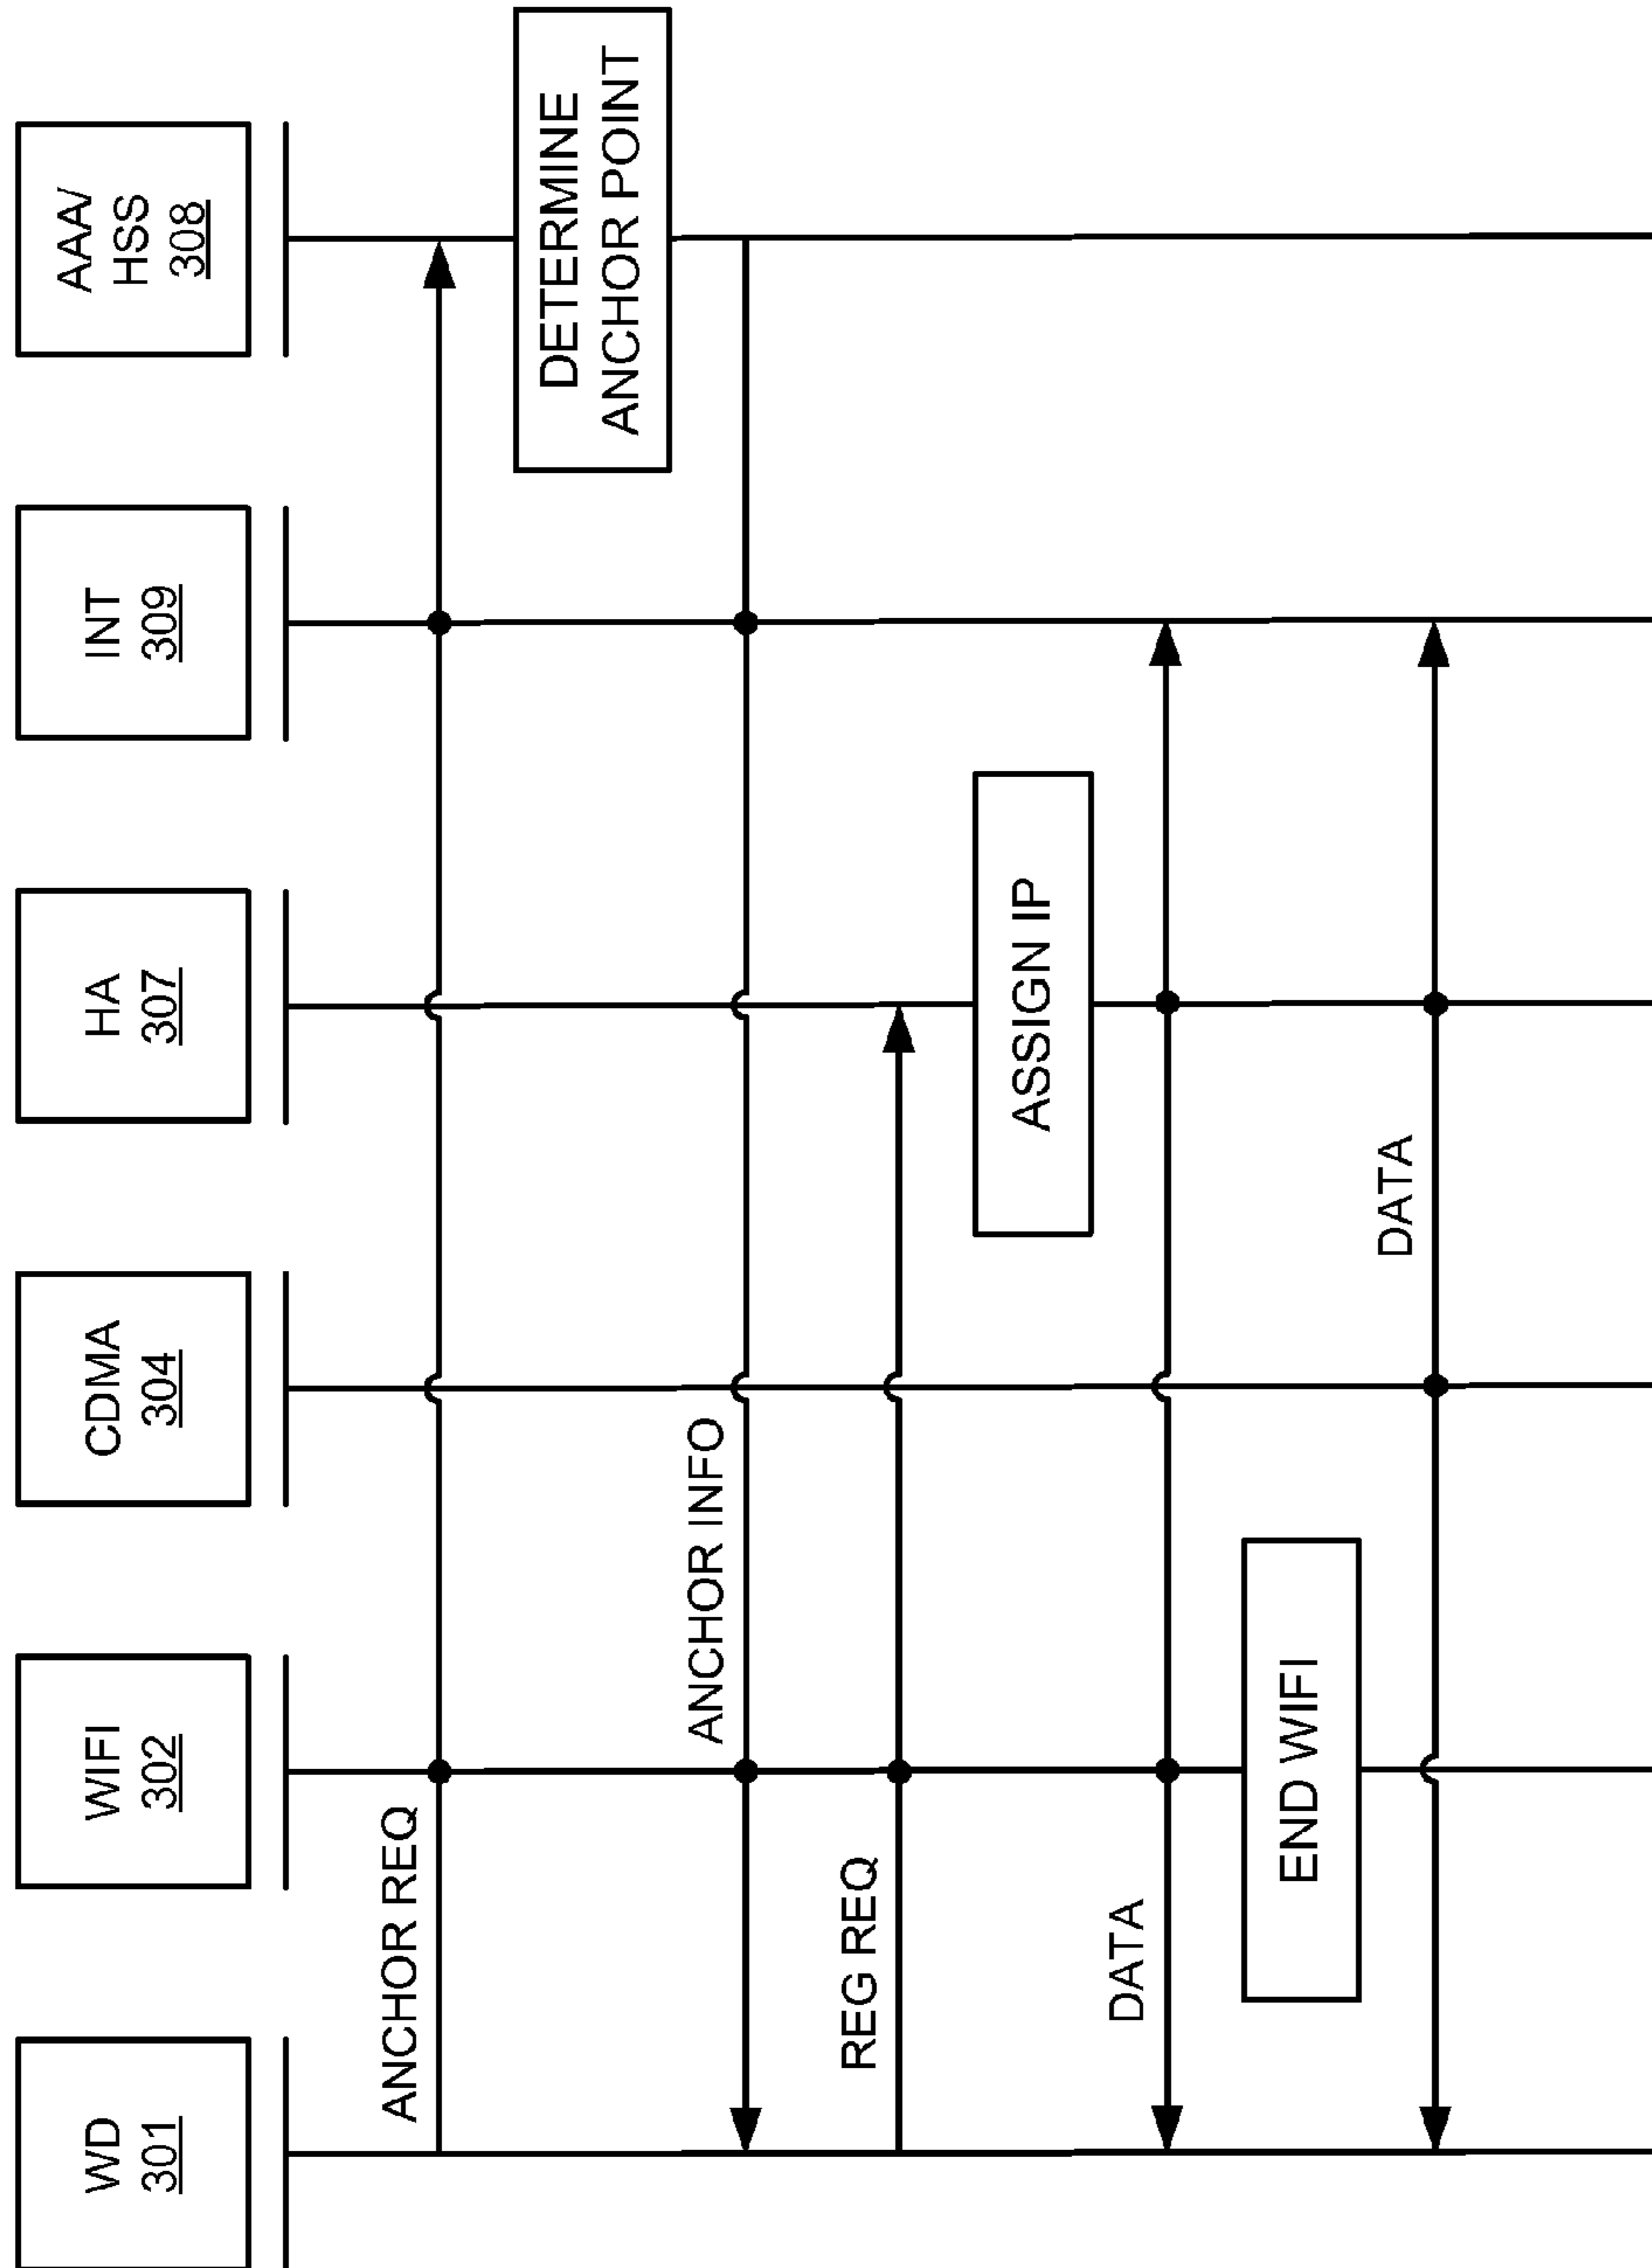 WD
301
WIFI
302
CDMA
304
HA
307
INT
309
AAA/
HSS
308
ANCHOR REQ
DETERMINE
ANCHOR POINT
ANCHOR INFO
REG REQ
ASSIGN IP
DATA
END WIFI
DATA